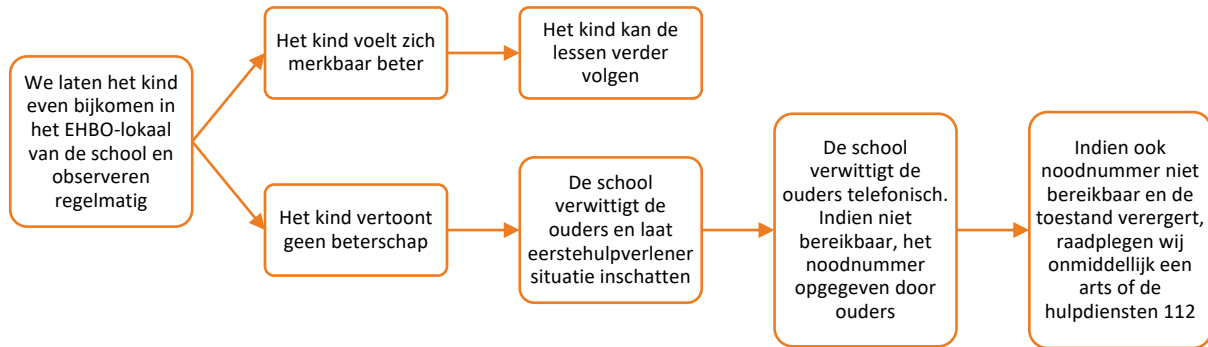 We laten het kind
even bijkomen in
het EHBO-lokaal
van de school en
observeren
regelmatig
Het kind voelt zich
merkbaar beter
Het kind kan de
lessen verder
volgen
Het kind vertoont
geen beterschap
De school
verwittigt de
ouders en laat
eerstehulpverlener
situatie inschatten
De school
verwittigt de
ouders telefonisch.
Indien niet
bereikbaar, het
noodnummer
opgegeven door
ouders
Indien ook
noodnummer niet
bereikbaar en de
toestand verergert,
raadplegen wij
onmiddellijk een
arts of de
hulpdiensten 112